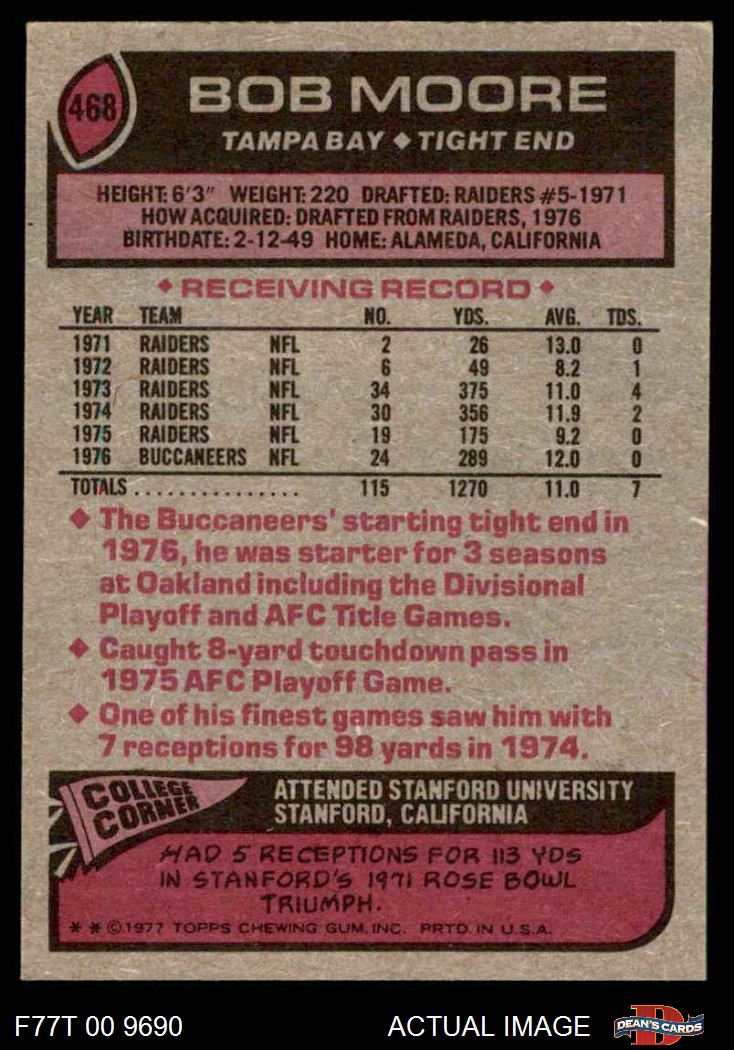 468
BOB MOORE
TAMPA BAY ◆ TIGHT END
HEIGHT: 6'3" WEIGHT: 220 DRAFTED: RAIDERS #5-1971
HOW ACQUIRED: DRAFTED FROM RAIDERS, 1976
BIRTHDATE: 2-12-49 HOME: ALAMEDA, CALIFORNIA
◆ RECEIVING RECORD ◆
YEAR TEAM NO. YDS. AVG. TDS.
1971 RAIDERS NFL 2 26 13.0 0
1972 RAIDERS NFL 6 49 8.2 1
1973 RAIDERS NFL 34 375 11.0 4
1974 RAIDERS NFL 30 356 11.9 2
1975 RAIDERS NFL 19 175 9.2 0
1976 BUCCANEERS NFL 24 289 12.0 0
TOTALS ............... 115 1270 11.0 7
◆ The Buccaneers' starting tight end in
1976, he was starter for 3 seasons
at Oakland including the Divisional
Playoff and AFC Title Games.
◆ Caught 8-yard touchdown pass in
1975 AFC Playoff Game.
◆ One of his finest games saw him with
7 receptions for 98 yards in 1974.
COLLEGE
CORNER
ATTENDED STANFORD UNIVERSITY
STANFORD, CALIFORNIA
HAD 5 RECEPTIONS FOR 113 YDS
IN STANFORD'S 1971 ROSE BOWL
TRIUMPH.
* * ©1977 TOPPS CHEWING GUM, INC. PRTD. IN U.S.A.
F77T 00 9690
ACTUAL IMAGE
D
DEAN'S CARDS